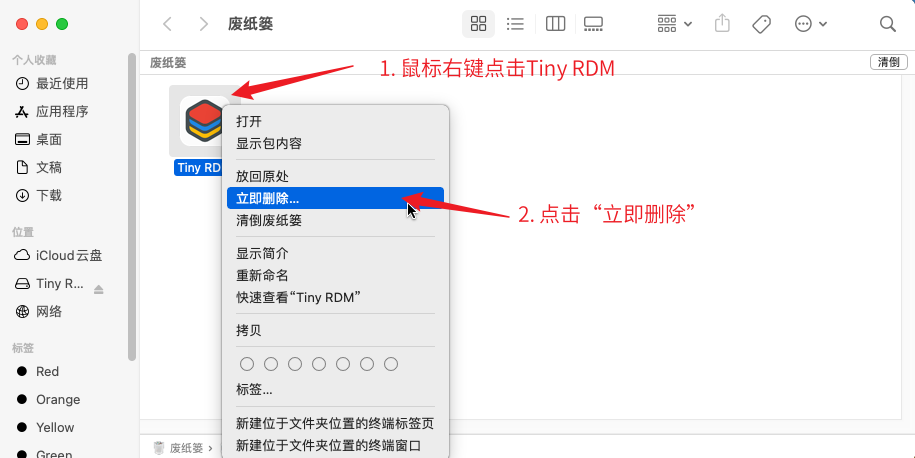 废纸篓
个人收藏
最近使用
应用程序
桌面
文稿
下载
位置
iCloud云盘
Tiny R...
网络
标签
Red
Orange
Yellow
Green
废纸篓
清倒
1. 鼠标右键点击Tiny RDM
Tiny RD
打开
显示包内容
放回原处
立即删除...
清倒废纸篓
2. 点击“立即删除”
显示简介
重新命名
快速查看“Tiny RDM”
拷贝
标签...
新建位于文件夹位置的终端标签页
新建位于文件夹位置的终端窗口
废纸篓 ›